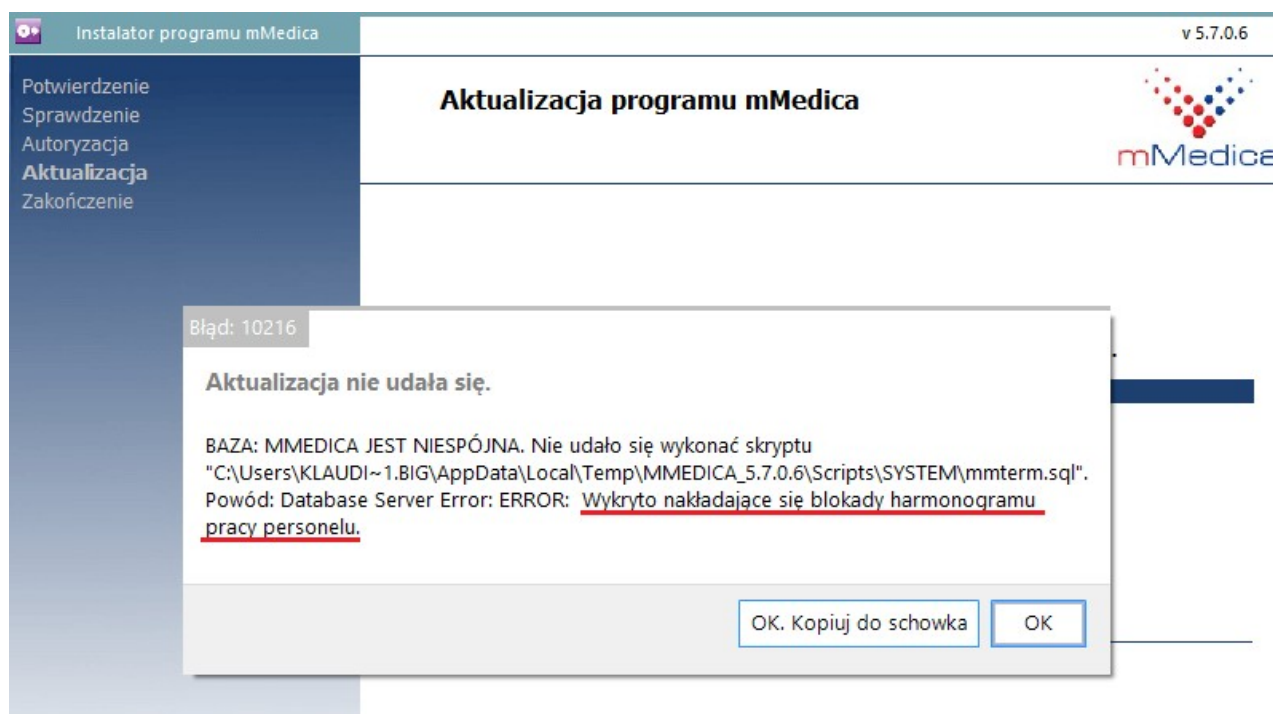 Instalator programu mMedica
v 5.7.0.6
Potwierdzenie
Sprawdzenie
Autoryzacja
Aktualizacja
Zakończenie
Aktualizacja programu mMedica
mMedica
Błąd: 10216
Aktualizacja nie udała się.
BAZA: MMEDICA JEST NIESPÓJNA. Nie udało się wykonać skryptu
"C:\Users\KLAUDI~1.BIG\AppData\Local\Temp\MMEDICA_5.7.0.6\Scripts\SYSTEM\mmterm.sql".
Powód: Database Server Error: ERROR: Wykryto nakładające się blokady harmonogramu
pracy personelu.
OK. Kopiuj do schowka
OK